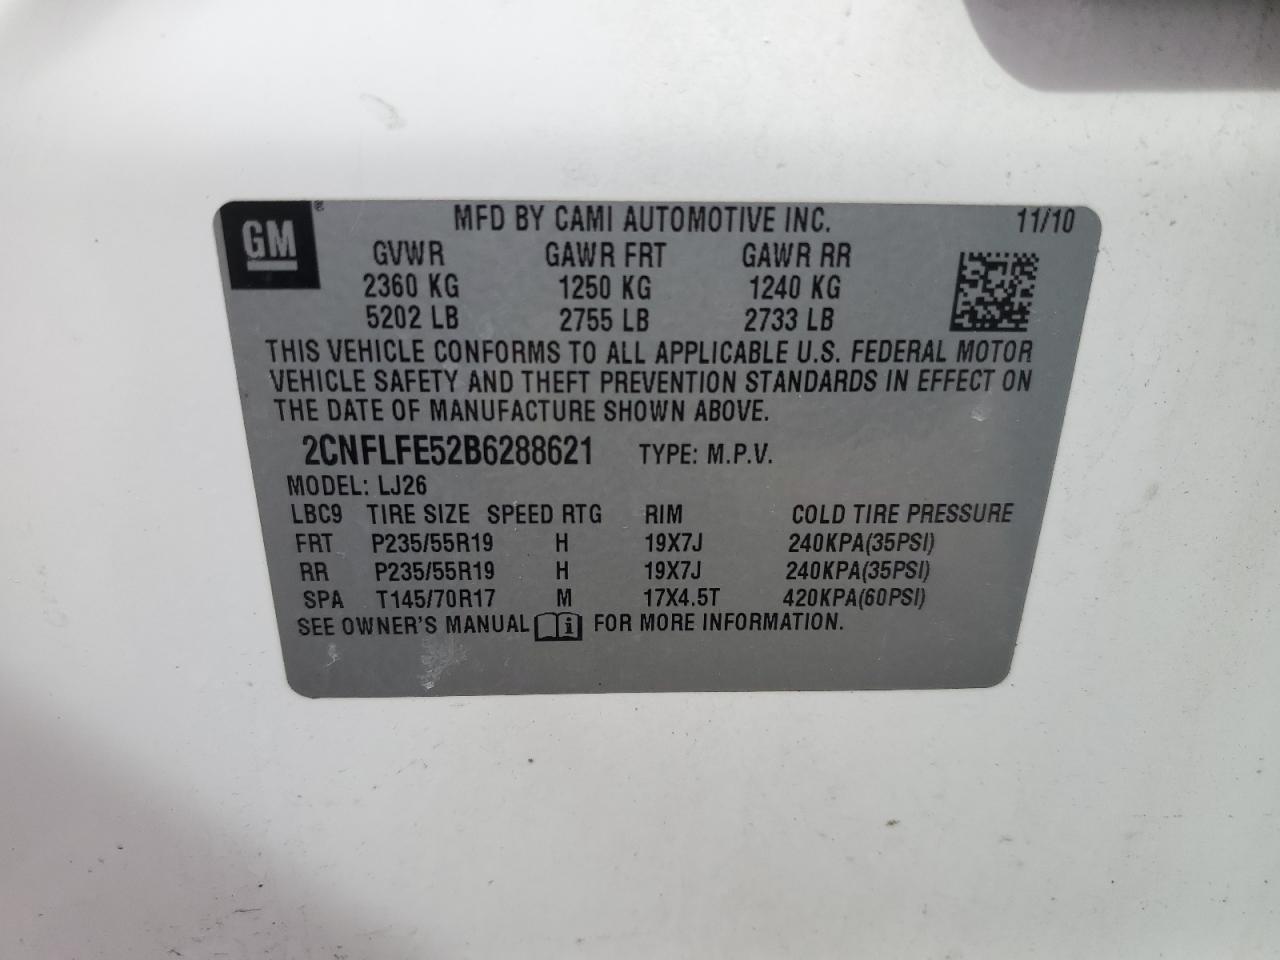 GM ® MFD BY CAMI AUTOMOTIVE INC. 11/10
GVWR GAWR FRT GAWR RR
2360 KG 1250 KG 1240 KG
5202 LB 2755 LB 2733 LB
THIS VEHICLE CONFORMS TO ALL APPLICABLE U.S. FEDERAL MOTOR
VEHICLE SAFETY AND THEFT PREVENTION STANDARDS IN EFFECT ON
THE DATE OF MANUFACTURE SHOWN ABOVE.
2CNFLFE52B6288621 TYPE: M.P.V.
MODEL: LJ26
LBC9 TIRE SIZE SPEED RTG RIM COLD TIRE PRESSURE
FRT P235/55R19 H 19X7J 240KPA(35PSI)
RR P235/55R19 H 19X7J 240KPA(35PSI)
SPA T145/70R17 M 17X4.5T 420KPA(60PSI)
SEE OWNER'S MANUAL i FOR MORE INFORMATION.